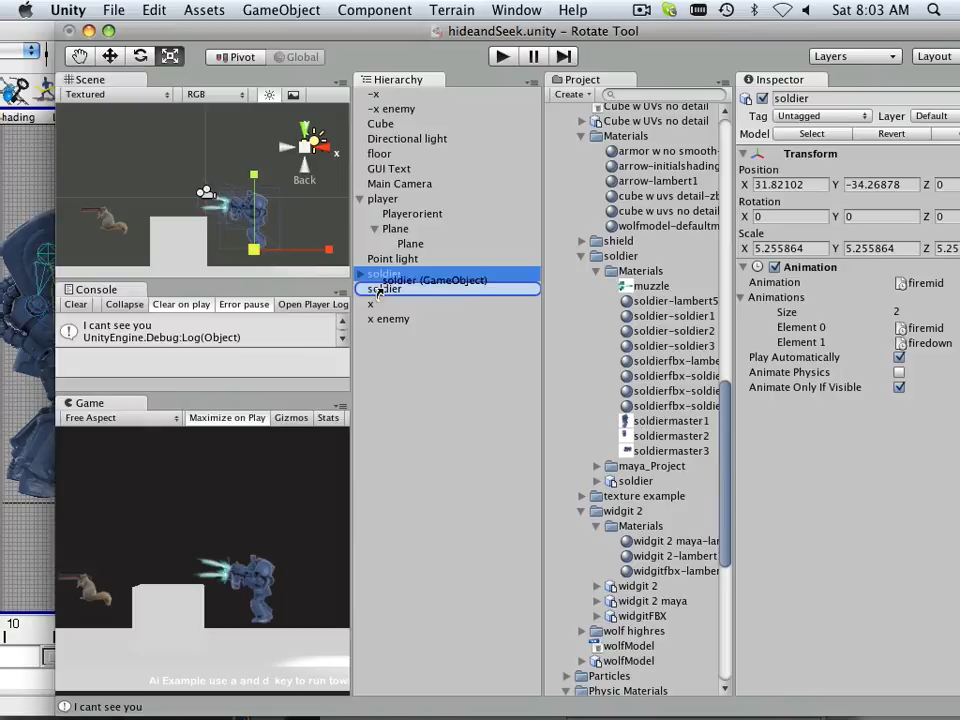 Unity File Edit Assets GameObject Component Terrain Window Help Sat 8:03 AM
hideandSeek.unity - Rotate Tool
Pivot Global Layers Layout
Scene
Textured RGB
x
Back
Console
Clear Collapse Clear on play Error pause Open Player Log
I cant see you
UnityEngine.Debug:Log(Object)
Game
Free Aspect Maximize on Play Gizmos Stats
Ai Example use a and d key to run tow
I cant see you
hading
10
Hierarchy
-x
-x enemy
Cube
Directional light
floor
GUI Text
Main Camera
player
Playerorient
Plane
Plane
Point light
soldier
soldier (GameObject)
soldier
x
x enemy
Project
Create
Cube w UVs no detail
Cube w UVs no detail
Materials
armor w no smooth-
arrow-initialshading
arrow-lambert1
cube w uvs detail-zb
cube w uvs no detail
wolfmodel-defaultm
shield
soldier
Materials
muzzle
soldier-lambert5
soldier-soldier1
soldier-soldier2
soldier-soldier3
soldierfbx-lambe
soldierfbx-soldie
soldierfbx-soldie
soldierfbx-soldie
soldiermaster1
soldiermaster2
soldiermaster3
maya_Project
soldier
texture example
widgit 2
Materials
widgit 2 maya-lar
widgit 2-lambert
widgitfbx-lamber
widgit 2
widgit 2 maya
widgitFBX
wolf highres
wolfModel
wolfModel
Particles
Physic Materials
Inspector
soldier
Tag Untagged Layer Default
Model Select Revert
Transform
Position
X 31.82102 Y -34.26878 Z 0
Rotation
X 0 Y 0 Z 0
Scale
X 5.255864 Y 5.255864 Z 5.25
Animation
Animation firemid
Animations
Size 2
Element 0 firemid
Element 1 firedown
Play Automatically
Animate Physics
Animate Only If Visible